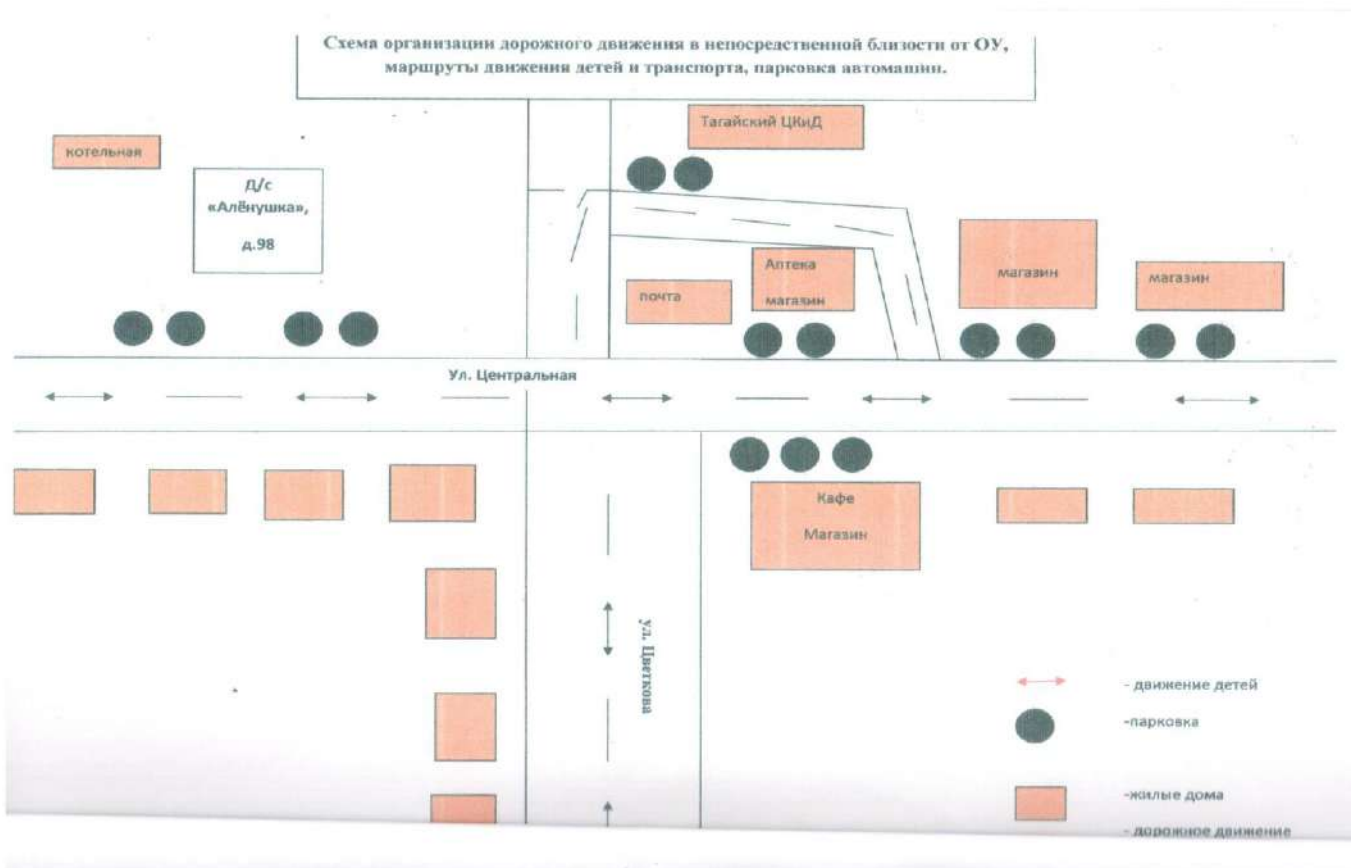 Схема организации дорожного движения в непосредственной близости от ОУ,
маршруты движения детей и транспорта, парковка автомашин.
Тагайский ЦКиД
котельная
Д/с
«Алёнушка»,
д.98
Аптека
магазин
почта
магазин
магазин
Ул. Центральная
Кафе
Магазин
ул. Цветкова
- движение детей
-парковка
-жилые дома
- дорожное движение